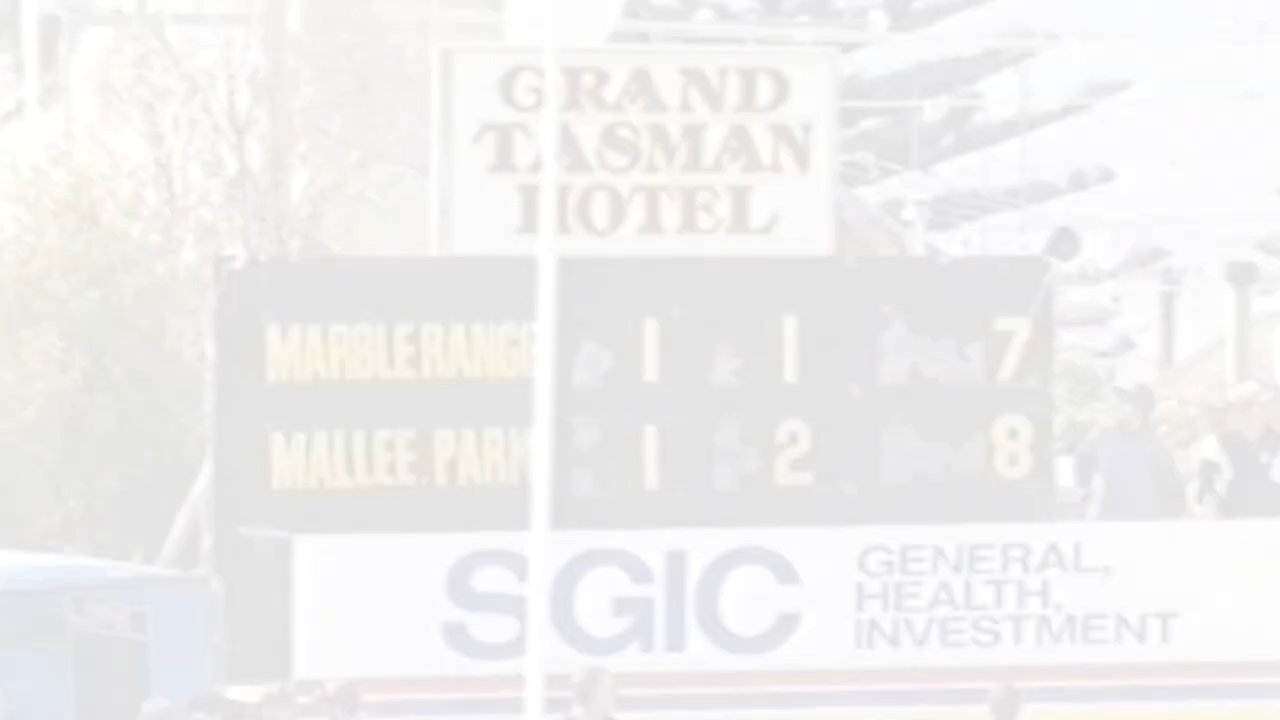 GRAND
TASMAN
HOTEL
MARBLE RANGE 1 1 7
MALLEE. PARK 1 2 8
SGIC
GENERAL,
HEALTH,
INVESTMENT